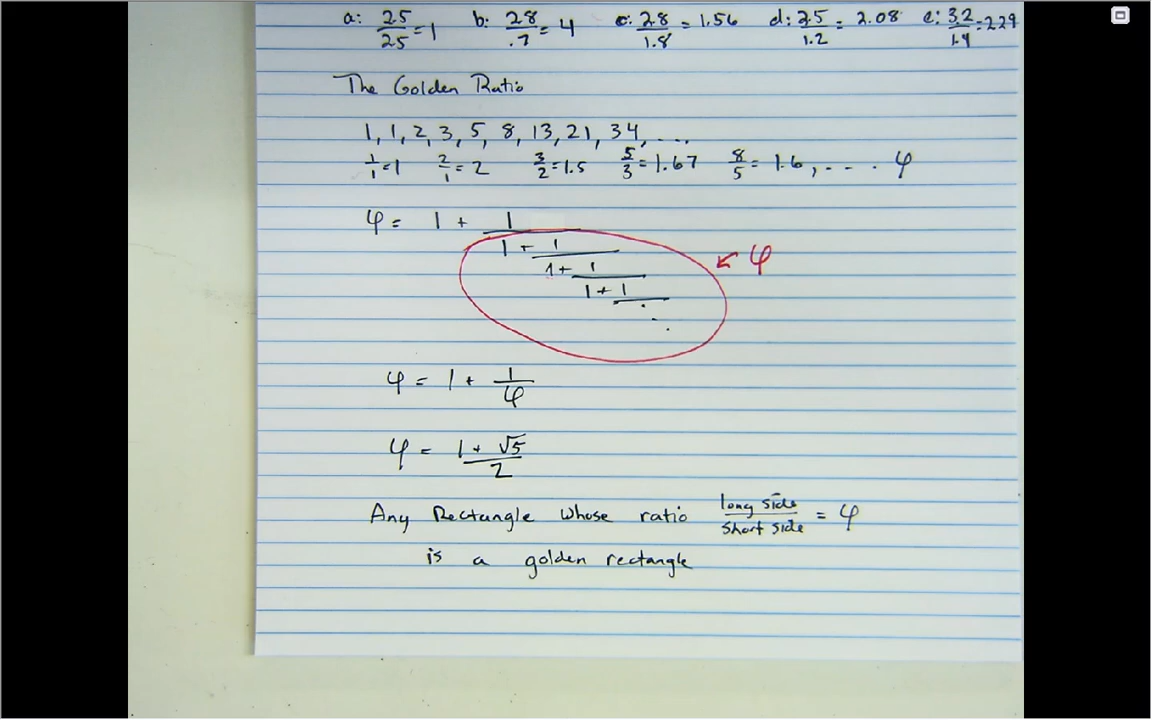 a: 25/25 = 1 b: 28/.7 = 4 c: 28/1.8 = 1.56 d: 25/1.2 = 2.08 e: 32/1.4 = 229
The Golden Ratio
1, 1, 2, 3, 5, 8, 13, 21, 34, ...
1/1 = 1 2/1 = 2 3/2 = 1.5 5/3 = 1.67 8/5 = 1.6, ... φ
φ = 1 + 1
1 + 1 ← φ
1 + 1
1 + 1
⋱
φ = 1 + 1/φ
φ = (1 + √5)/2
Any Rectangle whose ratio long side/short side = φ
is a golden rectangle